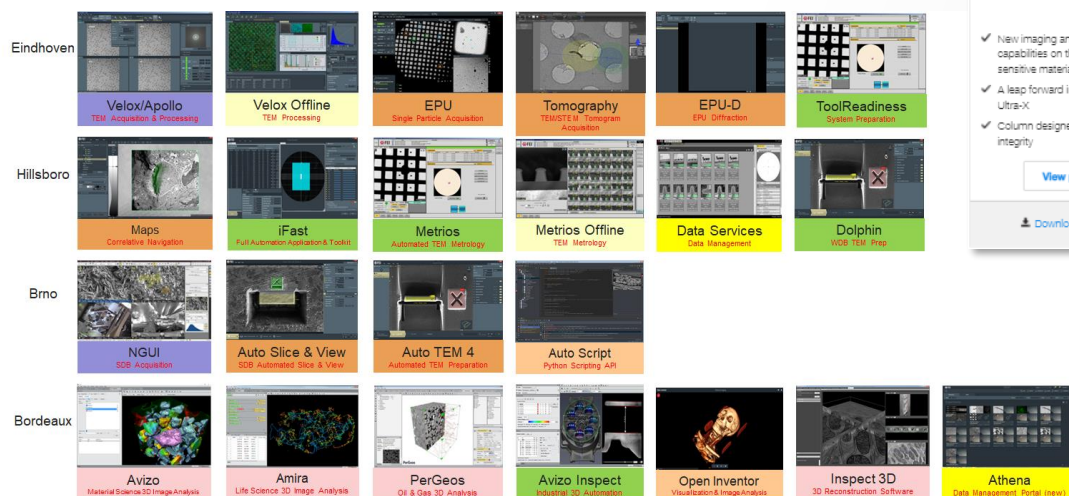 Eindhoven
Velox/Apollo
TEM Acquisition & Processing
Velox Offline
TEM Processing
EPU
Single Particle Acquisition
Tomography
TEM/STEM Tomogram
Acquisition
EPU-D
EPU Diffraction
ToolReadiness
System Preparation
New imaging an
capabilities on th
sensitive materia
A leap forward i
Ultra-X
Column designe
integrity
View
Downlo
Hillsboro
Maps
Correlative Navigation
iFast
Full Automation Application & Toolkit
Metrios
Automated TEM Metrology
Metrios Offline
TEM Metrology
Data Services
Data Management
Dolphin
WDB TEM Prep
Brno
NGUI
SDB Acquisition
Auto Slice & View
SDB Automated Slice & View
Auto TEM 4
Automated TEM Preparation
Auto Script
Python Scripting API
Bordeaux
Avizo
Material Science 3D Image Analysis
Amira
Life Science 3D Image Analysis
PerGeos
PerGeos
Oil & Gas 3D Analysis
Avizo Inspect
Industrial 3D Automation
Open Inventor
Visualization & Image Analysis
Inspect 3D
3D Reconstruction Software
Athena
Data Management Portal (new)